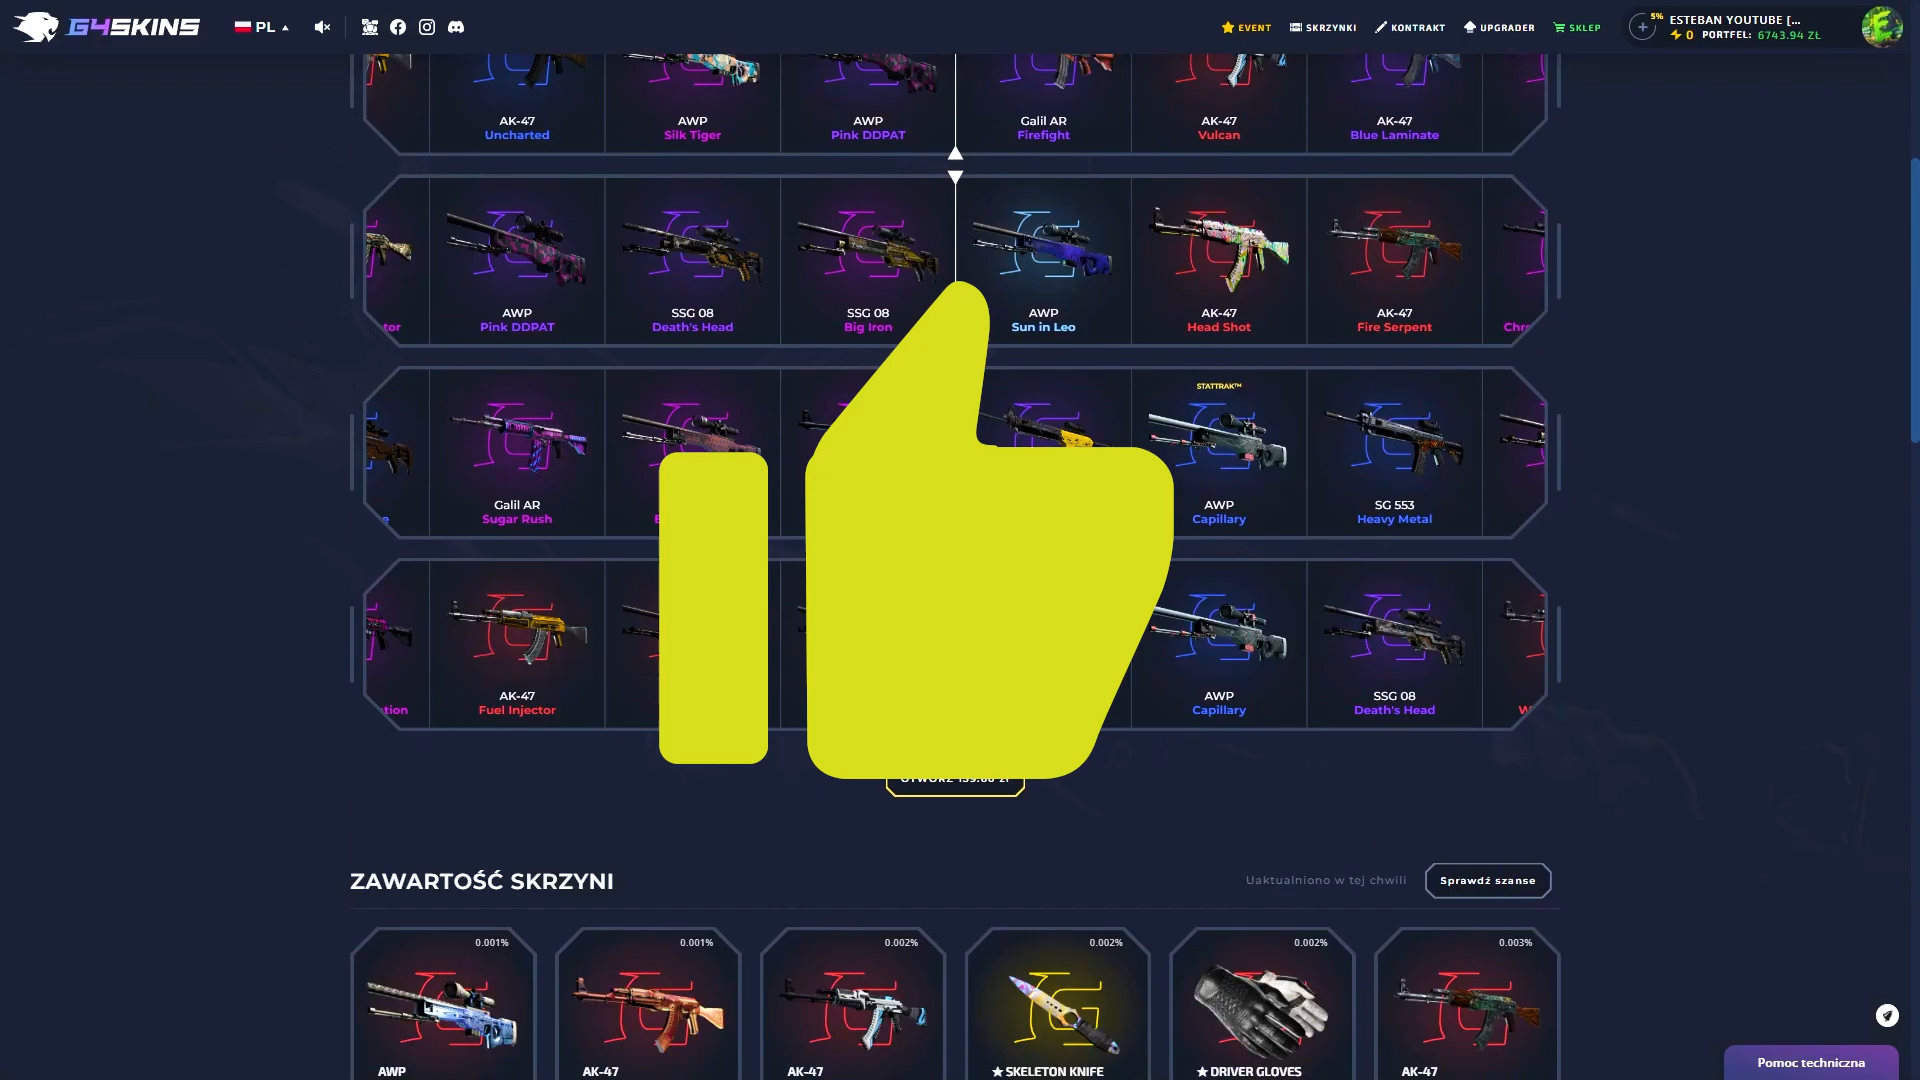 G4SKINS
PL
EVENT
SKRZYNKI
KONTRAKT
UPGRADER
SKLEP
5%
ESTEBAN YOUTUBE [...
0 PORTFEL: 6743.94 ZŁ
AK-47
Uncharted
AWP
Silk Tiger
AWP
Pink DDPAT
Galil AR
Firefight
AK-47
Vulcan
AK-47
Blue Laminate
tor
AWP
Pink DDPAT
SSG 08
Death's Head
SSG 08
Big Iron
AWP
Sun in Leo
AK-47
Head Shot
AK-47
Fire Serpent
Chr
Galil AR
Sugar Rush
STATTRAK™
AWP
Capillary
SG 553
Heavy Metal
tion
AK-47
Fuel Injector
AWP
Capillary
SSG 08
Death's Head
W
ZAWARTOŚĆ SKRZYNI
Uaktualniono w tej chwili
Sprawdź szanse
0.001%
AWP
0.001%
AK-47
0.002%
AK-47
0.002%
★ SKELETON KNIFE
0.002%
★ DRIVER GLOVES
0.003%
AK-47
Pomoc techniczna